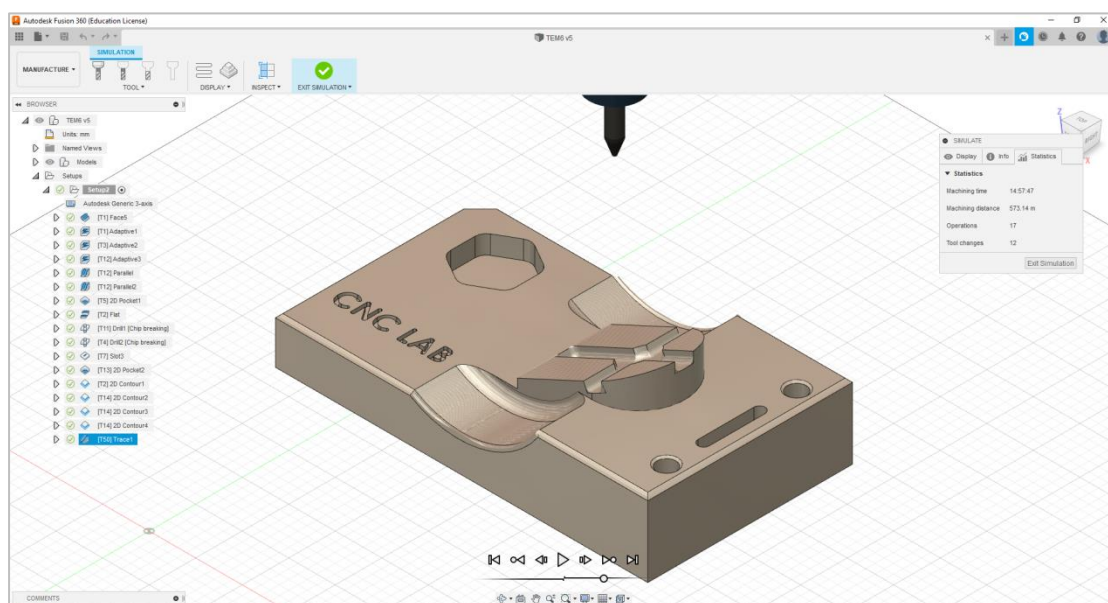 Autodesk Fusion 360 (Education License)
TEM6 v5
SIMULATION
MANUFACTURE
TOOL
DISPLAY
INSPECT
EXIT SIMULATION
BROWSER
TEM6 v5
Units: mm
Named Views
Models
Setups
Setup2
Autodesk Generic 3-axis
[T1] Face5
[T1] Adaptive1
[T3] Adaptive2
[T12] Adaptive3
[T12] Parallel
[T12] Parallel2
[T5] 2D Pocket1
[T2] Flat
[T11] Drill1 (Chip breaking)
[T4] Drill2 (Chip breaking)
[T7] Slot3
[T13] 2D Pocket2
[T2] 2D Contour1
[T14] 2D Contour2
[T14] 2D Contour3
[T14] 2D Contour4
[T50] Trace1
CNC LAB
Z
TOP
RIGHT
X
SIMULATE
Display Info Statistics
Statistics
Machining time 14:57:47
Machining distance 573.14 m
Operations 17
Tool changes 12
Exit Simulation
COMMENTS